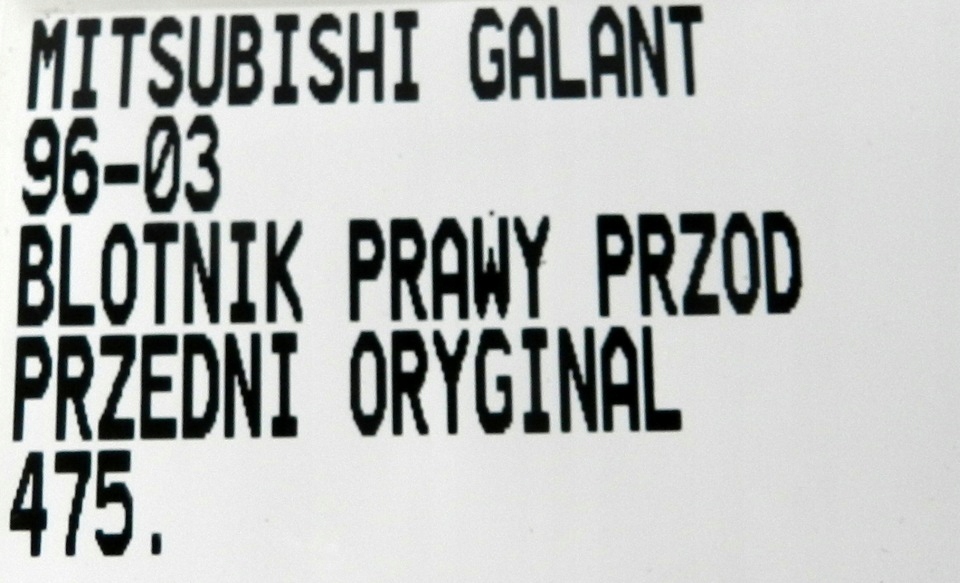 MITSUBISHI GALANT
96-03
BLOTNIK PRAWY PRZOD
PRZEDNI ORYGINAL
475.